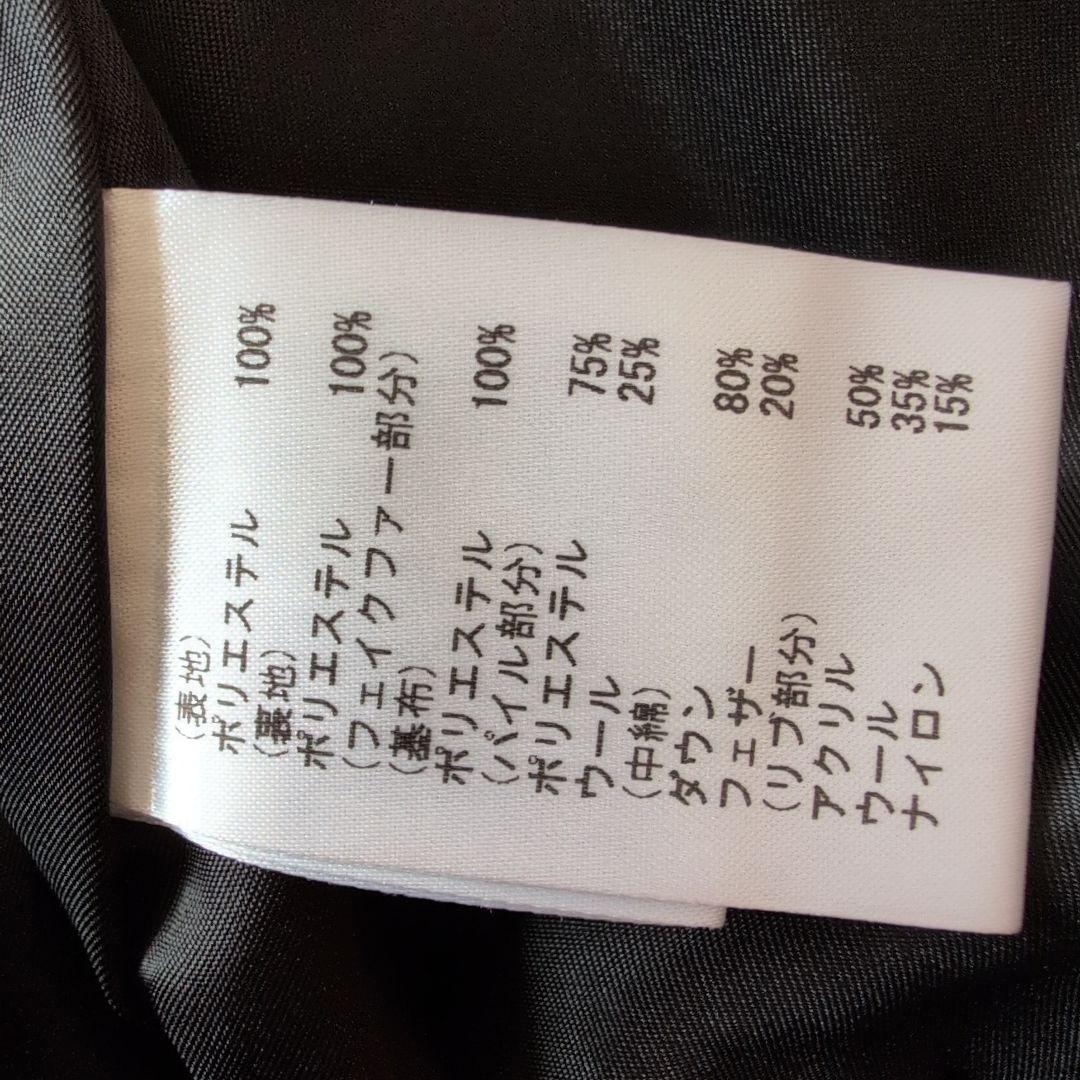 (表地)
ポリエステル 100%
(裏地)
ポリエステル 100%
(フェイクファー部分)
(基布)
ポリエステル 100%
(パイル部分)
ポリエステル 75%
ウール 25%
(中綿)
ダウン 80%
フェザー 20%
(リブ部分)
アクリル 50%
ウール 35%
ナイロン 15%